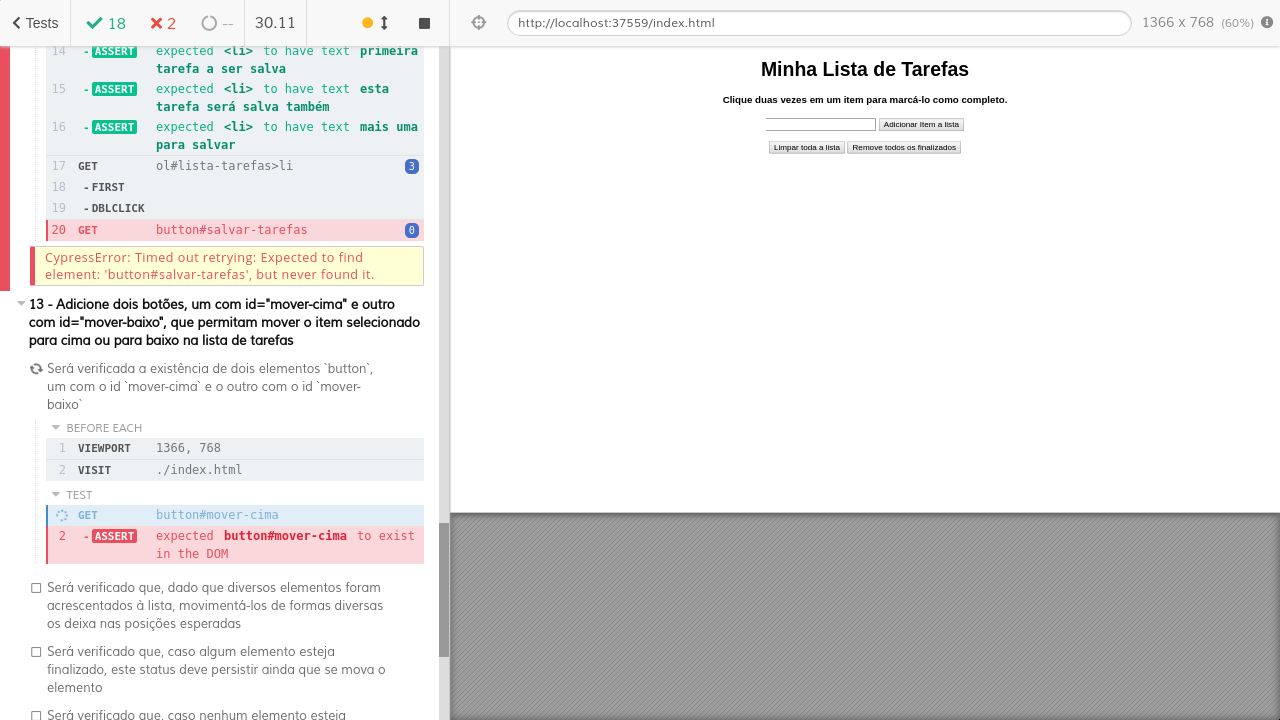 Tests
18
2
--
30.11
http://localhost:37559/index.html
1366 x 768 (60%)
14 - ASSERT expected <li> to have text primeira
tarefa a ser salva
15 - ASSERT expected <li> to have text esta
tarefa será salva também
16 - ASSERT expected <li> to have text mais uma
para salvar
17 GET ol#lista-tarefas>li 3
18 - FIRST
19 - DBLCLICK
20 GET button#salvar-tarefas 0
CypressError: Timed out retrying: Expected to find
element: 'button#salvar-tarefas', but never found it.
13 - Adicione dois botões, um com id="mover-cima" e outro
com id="mover-baixo", que permitam mover o item selecionado
para cima ou para baixo na lista de tarefas
Será verificada a existência de dois elementos `button`,
um com o id `mover-cima` e o outro com o id `mover-
baixo`
BEFORE EACH
1 VIEWPORT 1366, 768
2 VISIT ./index.html
TEST
GET button#mover-cima
2 - ASSERT expected button#mover-cima to exist
in the DOM
Será verificado que, dado que diversos elementos foram
acrescentados à lista, movimentá-los de formas diversas
os deixa nas posições esperadas
Será verificado que, caso algum elemento esteja
finalizado, este status deve persistir ainda que se mova o
elemento
Será verificado que, caso nenhum elemento esteja
Minha Lista de Tarefas
Clique duas vezes em um item para marcá-lo como completo.
Adicionar Item a lista
Limpar toda a lista Remove todos os finalizados